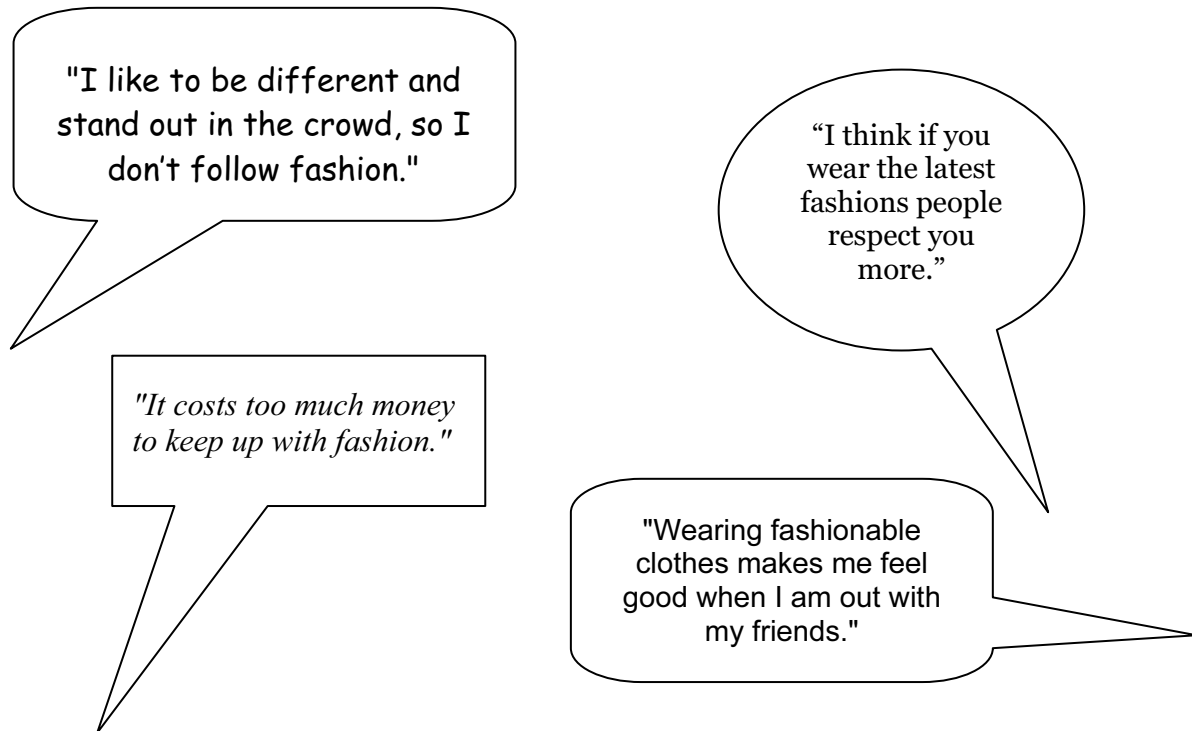 "I like to be different and
stand out in the crowd, so I
don't follow fashion."
“I think if you
wear the latest
fashions people
respect you
more.”
"It costs too much money
to keep up with fashion."
"Wearing fashionable
clothes makes me feel
good when I am out with
my friends."